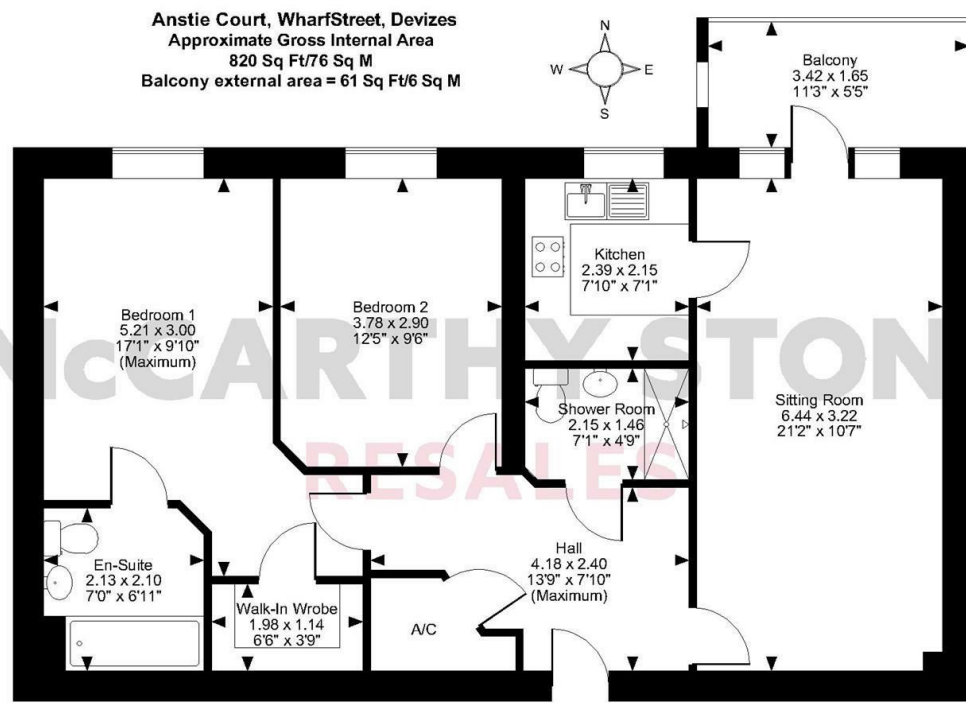 Anstie Court, WharfStreet, Devizes
Approximate Gross Internal Area
820 Sq Ft/76 Sq M
Balcony external area = 61 Sq Ft/6 Sq M
N
W
E
S
Balcony
3.42 x 1.65
11'3" x 5'5"
Kitchen
2.39 x 2.15
7'10" x 7'1"
Bedroom 1
5.21 x 3.00
17'1" x 9'10"
(Maximum)
Bedroom 2
3.78 x 2.90
12'5" x 9'6"
McCARTHY STON
RESALES
Sitting Room
6.44 x 3.22
21'2" x 10'7"
Shower Room
2.15 x 1.46
7'1" x 4'9"
Hall
4.18 x 2.40
13'9" x 7'10"
(Maximum)
En-Suite
2.13 x 2.10
7'0" x 6'11"
Walk-In Wrobe
1.98 x 1.14
6'6" x 3'9"
A/C